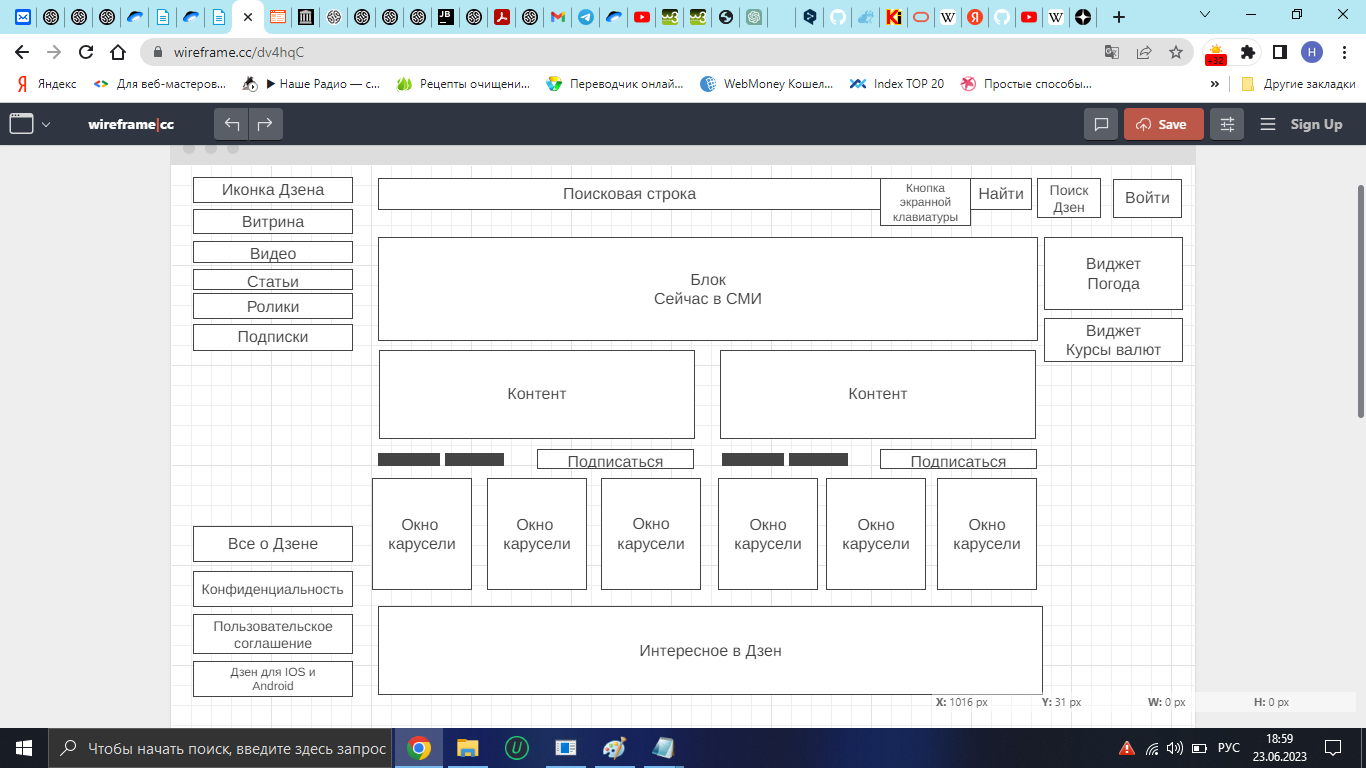 wireframe.cc/dv4hqC
+32
H
Яндекс
Для веб-мастеров...
▶ Наше Радио — с...
Рецепты очищени...
Переводчик онлай...
WebMoney Кошел...
Index TOP 20
Простые способы...
»
Другие закладки
wireframe|cc
Save
Sign Up
Иконка Дзена
Поисковая строка
Кнопка
экранной
клавиатуры
Найти
Поиск
Дзен
Войти
Витрина
Видео
Статьи
Ролики
Подписки
Блок
Сейчас в СМИ
Виджет
Погода
Виджет
Курсы валют
Контент
Контент
Подписаться
Подписаться
Окно
карусели
Окно
карусели
Окно
карусели
Окно
карусели
Окно
карусели
Окно
карусели
Все о Дзене
Конфиденциальность
Пользовательское
соглашение
Дзен для IOS и
Android
Интересное в Дзен
X: 1016 px
Y: 31 px
W: 0 px
H: 0 px
Чтобы начать поиск, введите здесь запрос
РУС
18:59
23.06.2023